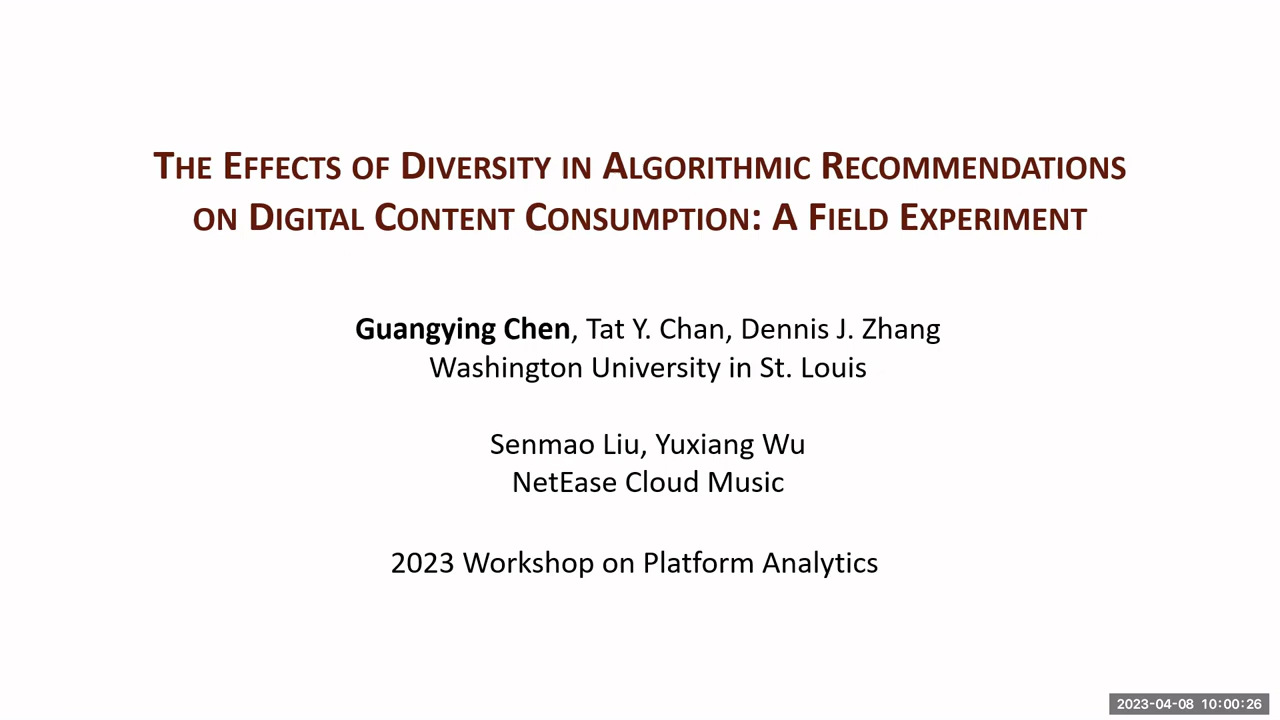 THE EFFECTS OF DIVERSITY IN ALGORITHMIC RECOMMENDATIONS
ON DIGITAL CONTENT CONSUMPTION: A FIELD EXPERIMENT
Guangying Chen, Tat Y. Chan, Dennis J. Zhang
Washington University in St. Louis
Senmao Liu, Yuxiang Wu
NetEase Cloud Music
2023 Workshop on Platform Analytics
2023-04-08 10:00:26